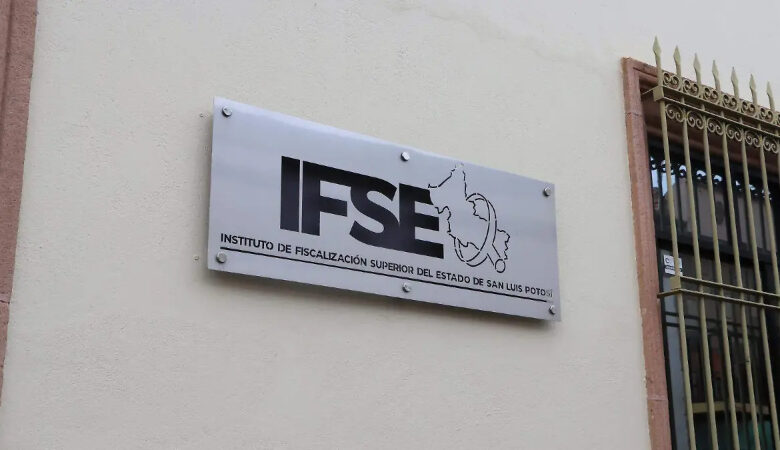 IFSE
INSTITUTO DE FISCALIZACIÓN SUPERIOR DEL ESTADO DE SAN LUIS POTOSÍ